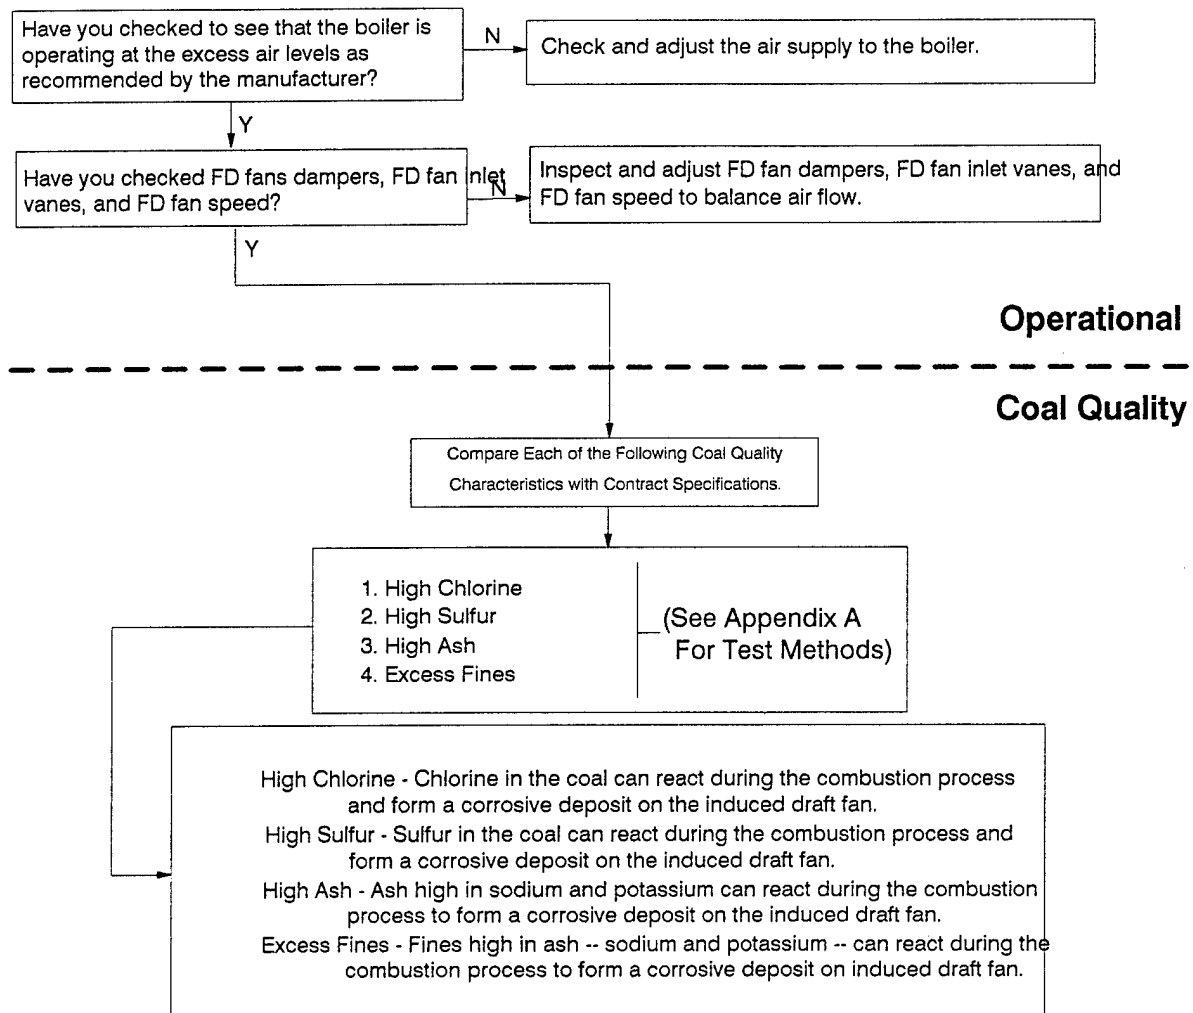 Have you checked to see that the boiler is
operating at the excess air levels as
recommended by the manufacturer?
N
Check and adjust the air supply to the boiler.
Y
Have you checked FD fans dampers, FD fan inlet
vanes, and FD fan speed?
N
Inspect and adjust FD fan dampers, FD fan inlet vanes, and
FD fan speed to balance air flow.
Y
Operational
Coal Quality
Compare Each of the Following Coal Quality
Characteristics with Contract Specifications.
1. High Chlorine
2. High Sulfur
3. High Ash
4. Excess Fines
(See Appendix A
For Test Methods)
High Chlorine - Chlorine in the coal can react during the combustion process
and form a corrosive deposit on the induced draft fan.
High Sulfur - Sulfur in the coal can react during the combustion process and
form a corrosive deposit on the induced draft fan.
High Ash - Ash high in sodium and potassium can react during the combustion
process to form a corrosive deposit on the induced draft fan.
Excess Fines - Fines high in ash -- sodium and potassium -- can react during the
combustion process to form a corrosive deposit on induced draft fan.